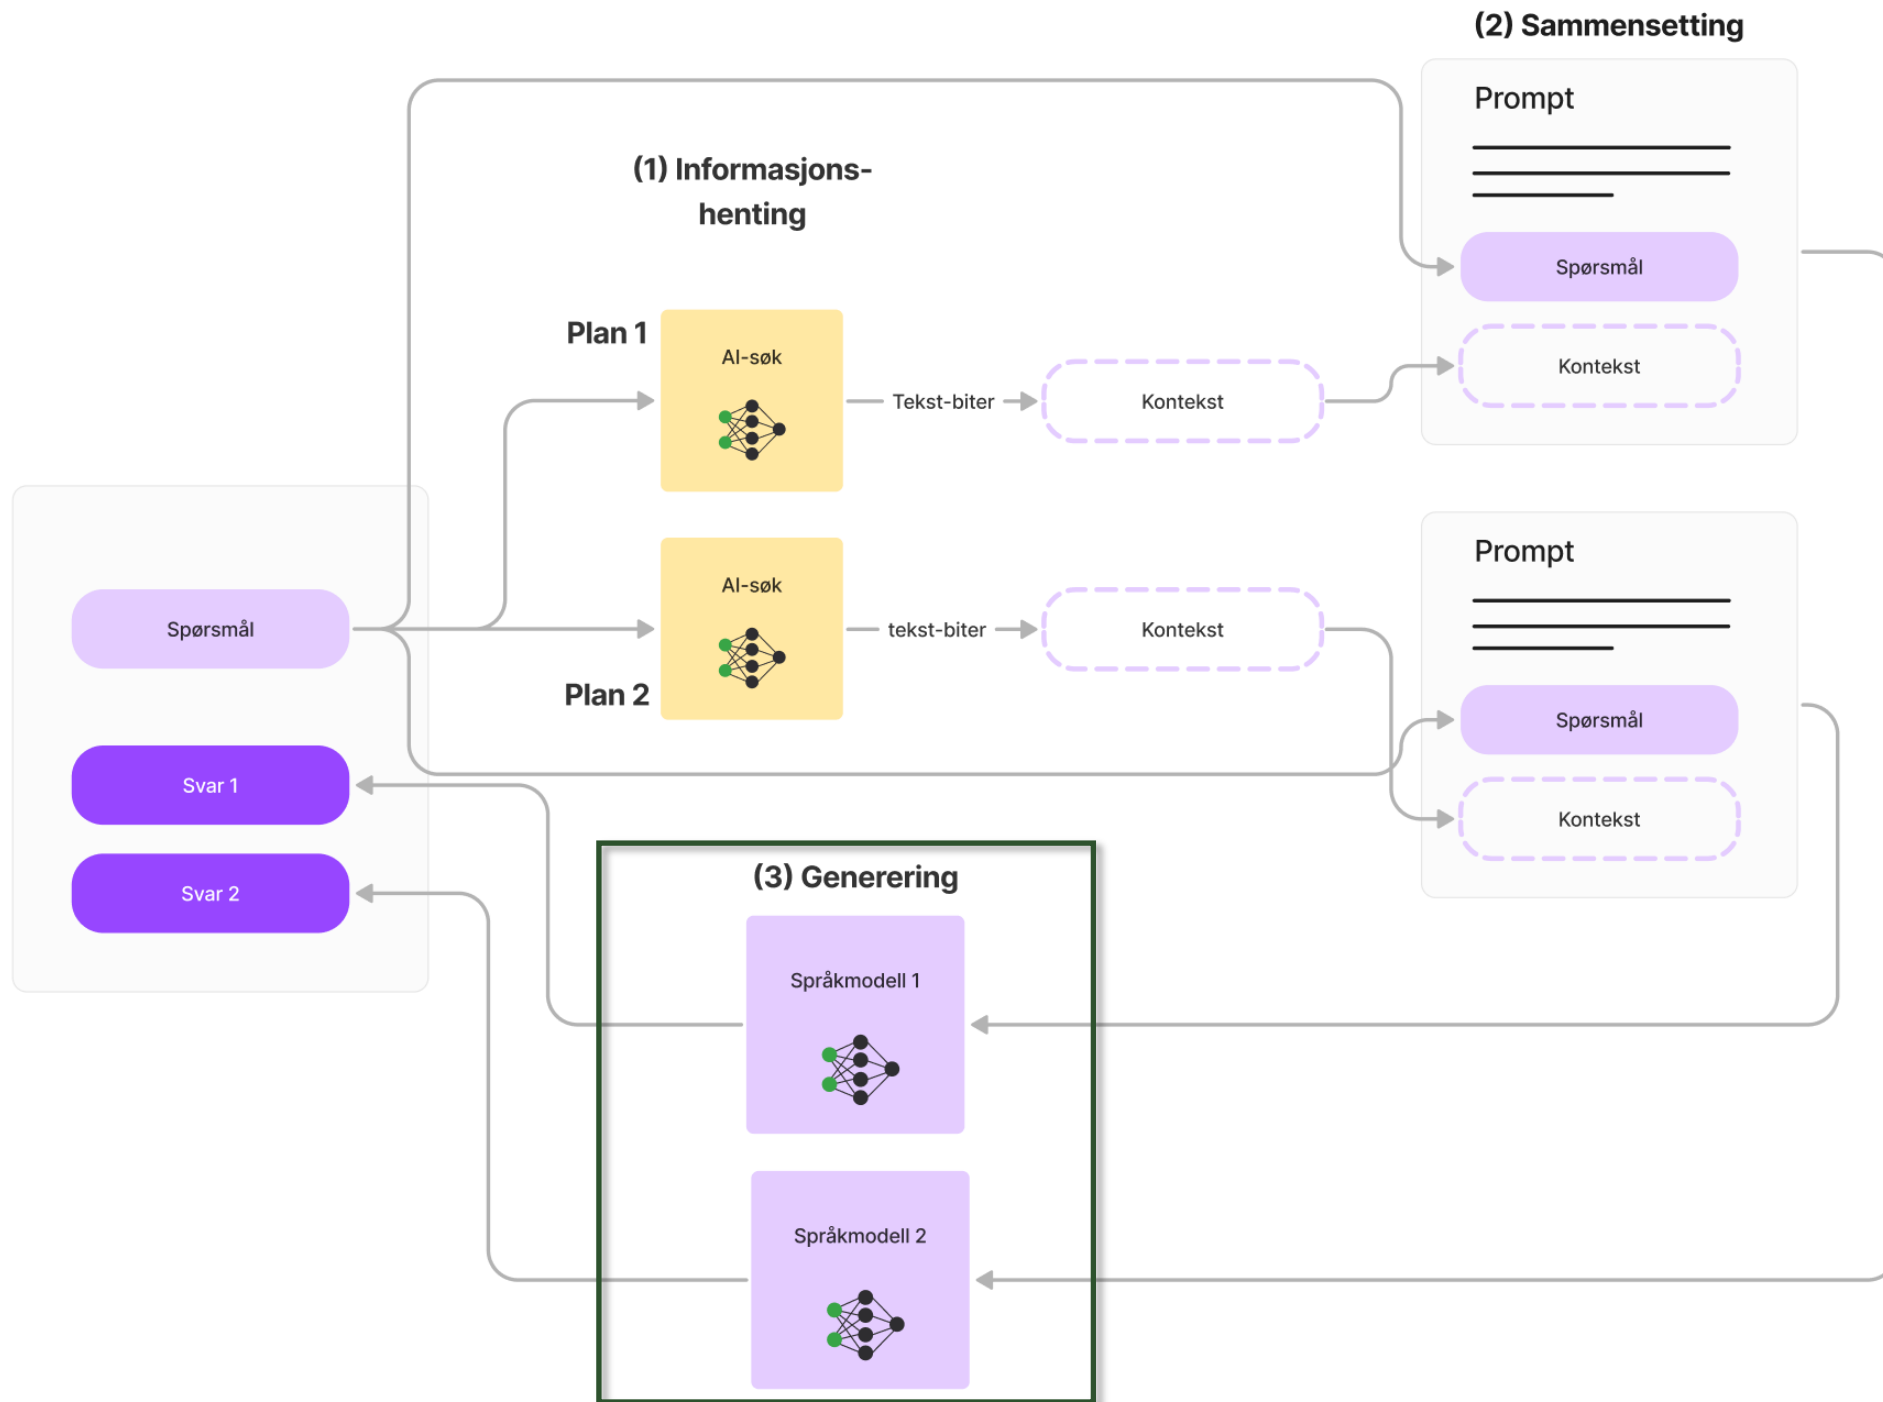 (2) Sammensetting
Prompt
(1) Informasjons-
henting
Spørsmål
Plan 1
AI-søk
Tekst-biter
Kontekst
Kontekst
Prompt
AI-søk
Spørsmål
tekst-biter
Kontekst
Plan 2
Spørsmål
Svar 1
Kontekst
Svar 2
(3) Generering
Språkmodell 1
Språkmodell 2